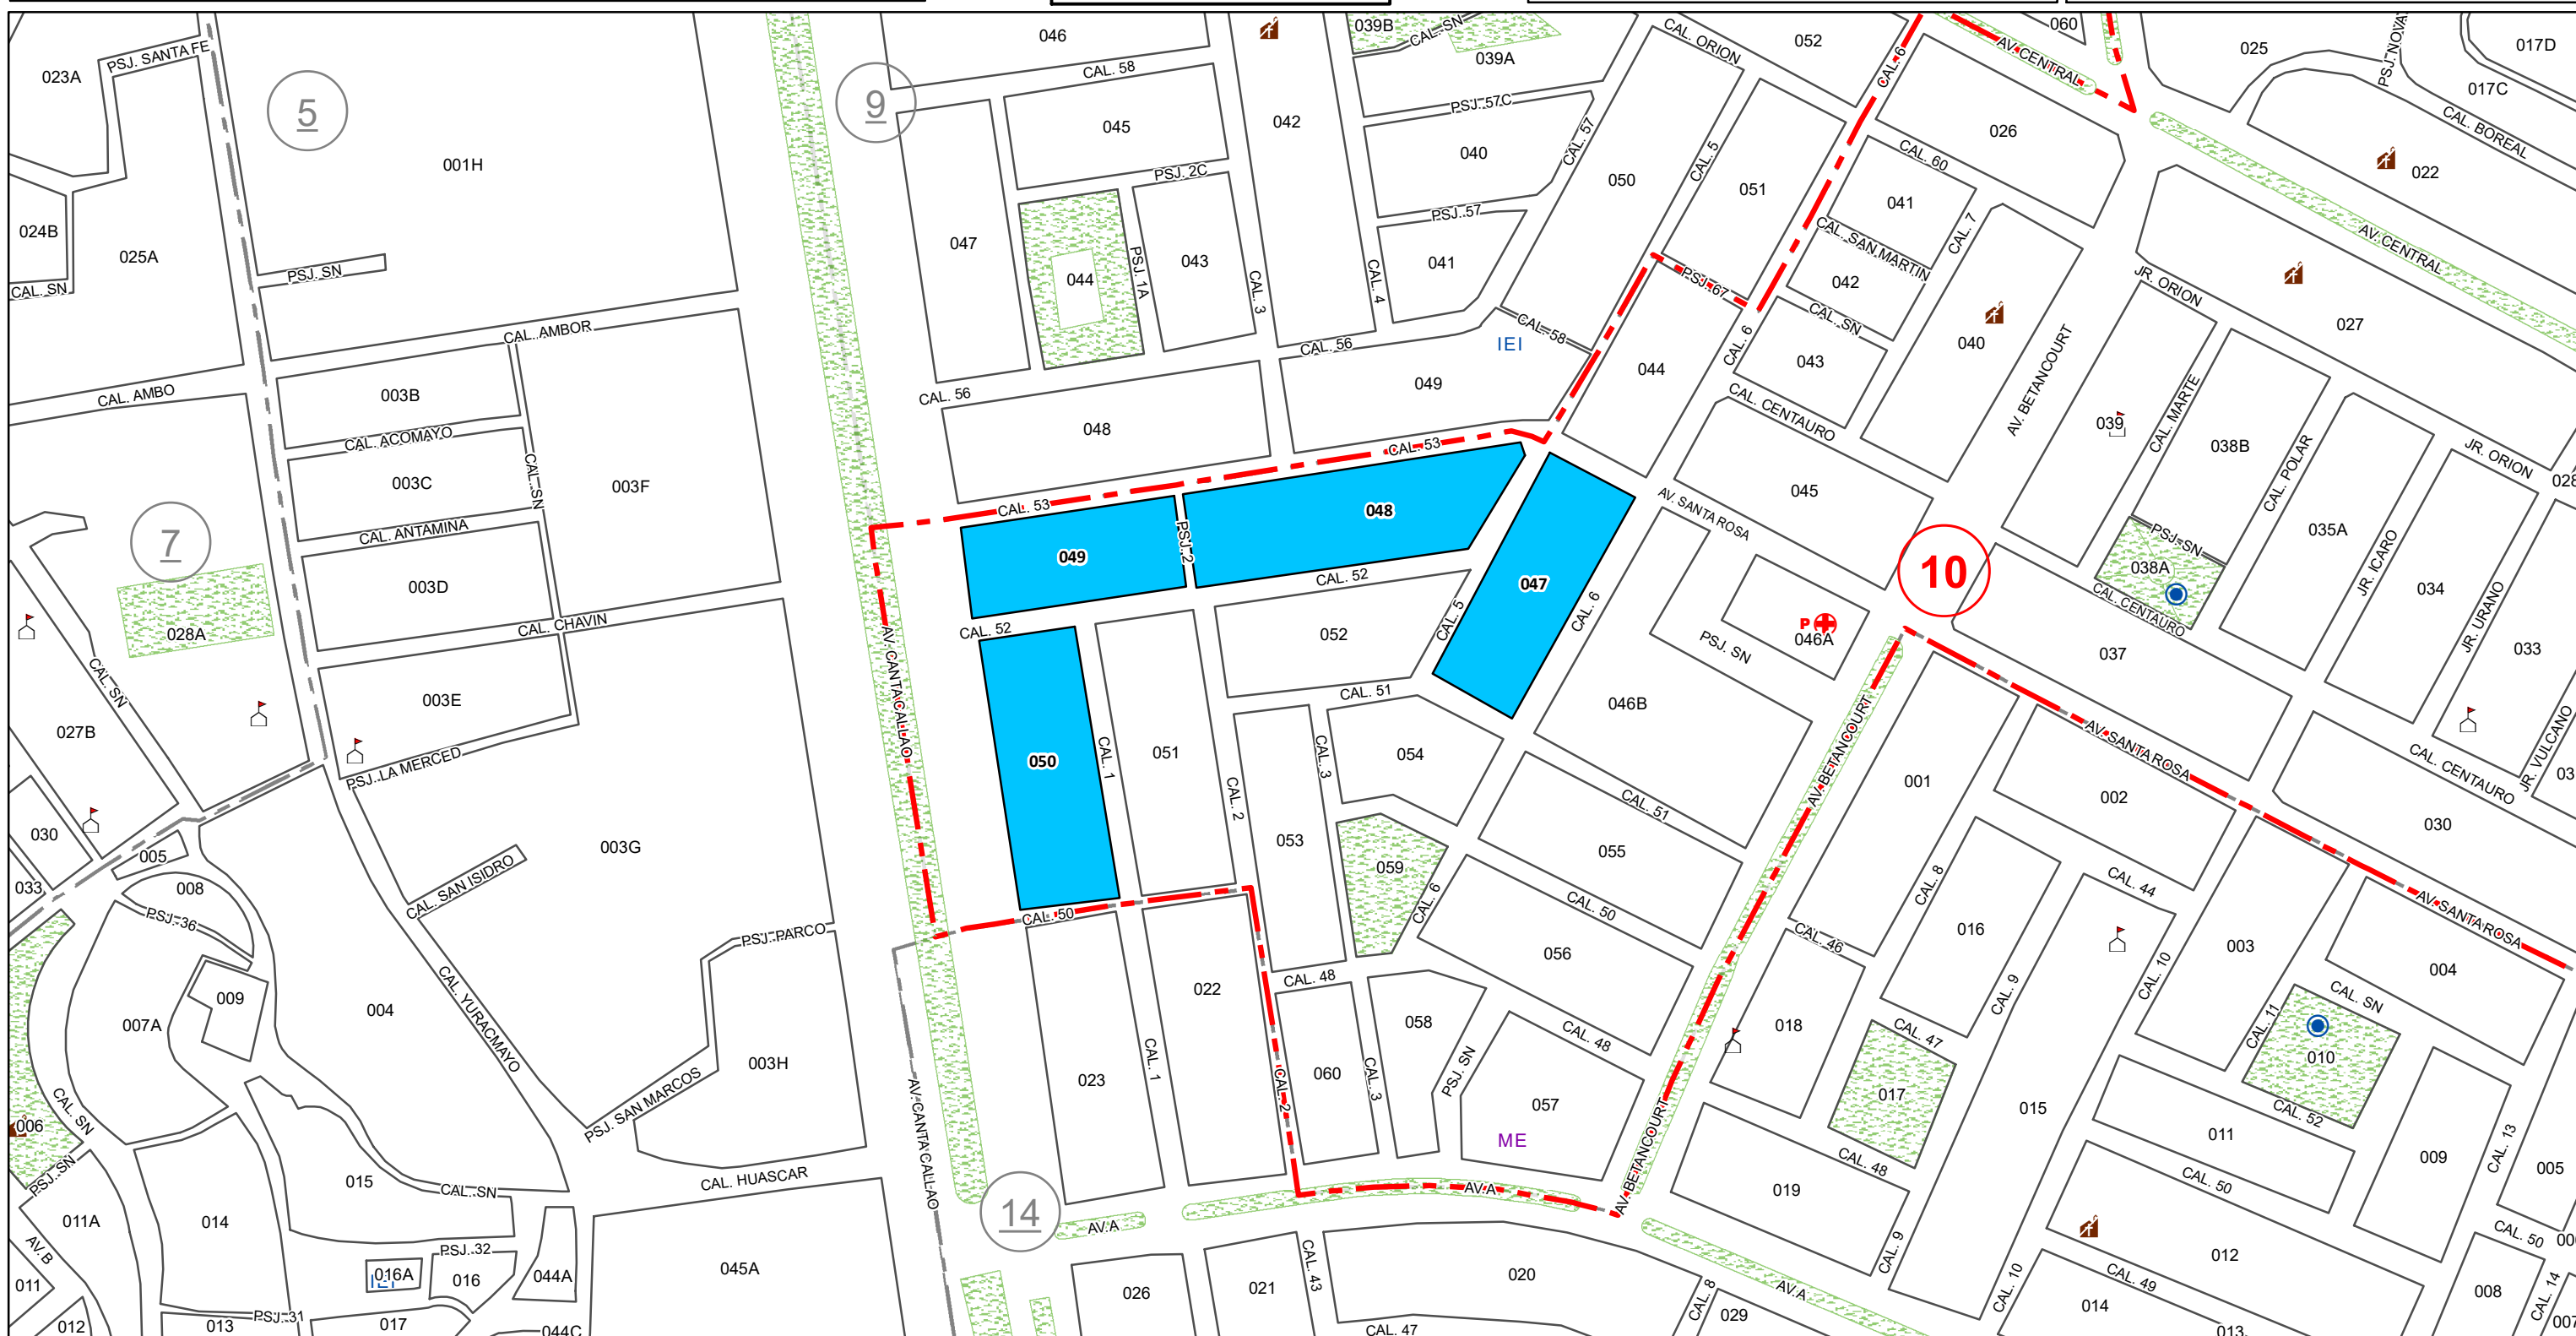 046
039B
CAL. SN
039A
CAL. ORION
052
CAL. 6
AV. CENTRAL
060
025
017D
017C
023A
PSJ. SANTA FE
5
9
CAL. 58
045
042
PSJ. 57C
040
CAL. 57
050
CAL. 5
051
026
CAL. 60
CAL. BOREAL
022
001H
PSJ. 2C
024B
025A
047
044
PSJ. 1A
043
CAL. 3
PSJ. 57
041
CAL. 4
041
CAL. SAN MARTIN
CAL. 7
042
AV. CENTRAL
JR. ORION
027
PSJ. SN
CAL. SN
PSJ. 67
CAL. 6
CAL. SN
043
040
AV. BETANCOURT
CAL. AMBOR
CAL. 56
IEI
CAL. 58
044
049
CAL. 56
CAL. AMBO
003B
CAL. ACOMAYO
003C
CAL. SN
003F
CAL. ANTAMINA
048
CAL. 53
CAL. CENTAURO
039
CAL. MARTE
038B
CAL. POLAR
JR. ORION
028
045
AV. SANTA ROSA
CAL. 53
049
PSJ. 2
048
035A
JR. ICARO
034
7
028A
003D
CAL. CHAVIN
CAL. 52
CAL. 52
047
CAL. 5
CAL. 6
10
PSJ. SN
038A
CAL. CENTAURO
JR. URANO
033
052
P
046A
PSJ. SN
037
003E
CAL. SN
PSJ. LA MERCED
027B
AV. CANTA CALLAO
050
CAL. 1
051
CAL. 51
046B
CAL. 2
CAL. 3
054
AV. BETANCOURT
001
AV. SANTA ROSA
002
CAL. CENTAURO
JR. VULCANO
03
030
030
005
033
008
003G
CAL. SAN ISIDRO
053
059
CAL. 6
CAL. 51
055
CAL. 50
CAL. 8
CAL. 44
AV. SANTA ROSA
PSJ. 36
PSJ. PARCO
CAL. 50
056
CAL. 46
016
003
004
009
007A
004
CAL. YURACMAYO
022
CAL. 48
058
CAL. 48
018
CAL. 9
CAL. 10
CAL. SN
CAL. 11
010
CAL. 47
CAL. SN
006
PSJ. SN
PSJ. SAN MARCOS
003H
023
CAL. 1
CAL. 2
060
CAL. 3
PSJ. SN
057
ME
AV. BETANCOURT
017
015
CAL. 52
011
CAL. 48
CAL. 50
009
CAL. 13
005
015
CAL. SN
CAL. HUASCAR
AV. CANTA CALLAO
14
AV. A
AV. A
019
011A
014
AV. B
PSJ. 32
016A
IEI
016
044A
045A
CAL. 43
CAL. 9
012
CAL. 50
00
011
012
013
PSJ. 31
017
044C
026
021
020
CAL. 47
CAL. 8
029
AV. A
CAL. 10
CAL. 49
014
013
008
CAL. 14
007